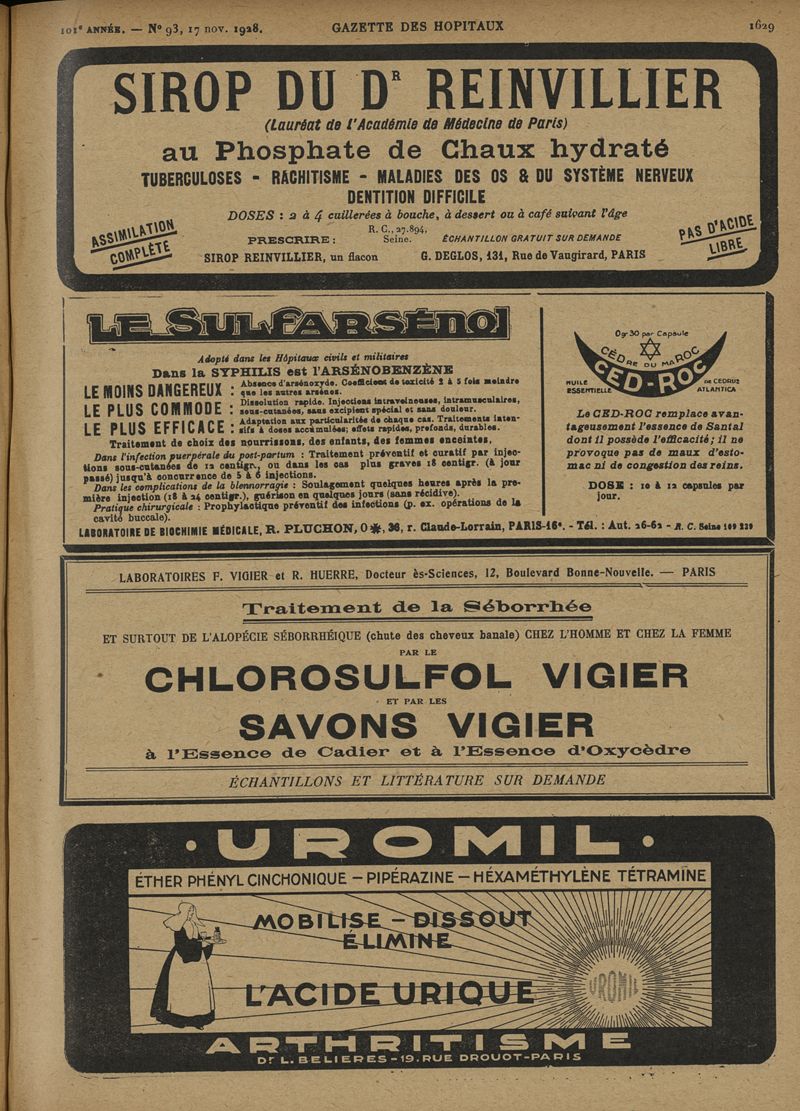 101e ANNÉE. — No 93, 17 NOV. 1928.
GAZETTE DES HOPITAUX
1629
SIROP DU DR REINVILLIER
(Lauréat de l'Académie de Médecine de Paris)
au Phosphate de Chaux hydraté
TUBERCULOSES - RACHITISME - MALADIES DES OS & DU SYSTÈME NERVEUX
DENTITION DIFFICILE
DOSES : 2 à 4 cuillerées à bouche, à dessert ou à café suivant l'âge
ASSIMILATION
COMPLÈTE
PRESCRIRE :
R. C., 27.894,
Seine.
ÉCHANTILLON GRATUIT SUR DEMANDE
PAS D'ACIDE
LIBRE
SIROP REINVILLIER, un flacon
G. DEGLOS, 131, Rue de Vaugirard, PARIS
LE SULFARSÉNOL
Adopté dans les Hôpitaux civils et militaires
Dans la SYPHILIS est l'ARSÉNOBENZÈNE
LE MOINS DANGEREUX : Absence d'arsénoxyde. Coefficient de toxicité 2 à 5 fois moindre
que les autres arsénos.
LE PLUS COMMODE : Dissolution rapide. Injections intraveineuses, intramusculaires,
sous-cutanées, sans excipient spécial et sans douleur.
LE PLUS EFFICACE : Adaptation aux particularités de chaque cas. Traitements inten-
sifs à doses accumulées; effets rapides, profonds, durables.
Traitement de choix des nourrissons, des enfants, des femmes enceintes,
Dans l'infection puerpérale du post-partum : Traitement préventif et curatif par injec-
tions sous-cutanées de 12 centigr., ou dans les cas plus graves 18 centigr. (A jour
passé) jusqu'à concurrence de 5 à 6 injections.
Dans les complications de la blennorragie : Soulagement quelques heures après la pre-
mière injection (18 à 24 centigr.), guérison en quelques jours (sans récidive).
Pratique chirurgicale : Prophylactique préventif des infections (p. ex. opérations de la
cavité buccale).
0gr30 par Capsule
CÈDRE DU MAROC
CED-ROC
HUILE
ESSENTIELLE
DE CEDRUS
ATLANTICA
Le CED-ROC remplace avan-
tageusement l'essence de Santal
dont il possède l'efficacité; il ne
provoque pas de maux d'esto-
mac ni de congestion des reins.
DOSE : 10 à 12 capsules par
jour.
LABORATOIRE DE BIOCHIMIE MÉDICALE, R. PLUCHON, O✻, 36, r. Claude-Lorrain, PARIS-16e. - Tél. : Aut. 26-62 - R. C. Seine 109 239
LABORATOIRES F. VIGIER et R. HUERRE, Docteur ès-Sciences, 12, Boulevard Bonne-Nouvelle. — PARIS
Traitement de la Séborrhée
ET SURTOUT DE L'ALOPÉCIE SÉBORRHÉIQUE (chute des cheveux banale) CHEZ L'HOMME ET CHEZ LA FEMME
PAR LE
CHLOROSULFOL VIGIER
ET PAR LES
SAVONS VIGIER
à l'Essence de Cadier et à l'Essence d'Oxycèdre
ÉCHANTILLONS ET LITTÉRATURE SUR DEMANDE
· UROMIL ·
ÉTHER PHÉNYL CINCHONIQUE – PIPÉRAZINE – HÉXAMÉTHYLÈNE TÉTRAMINE
MOBILISE – DISSOUT
ÉLIMINE
L'ACIDE URIQUE
UROMIL
ARTHRITISME
Dr L. BELIERES - 19. RUE DROUOT - PARIS